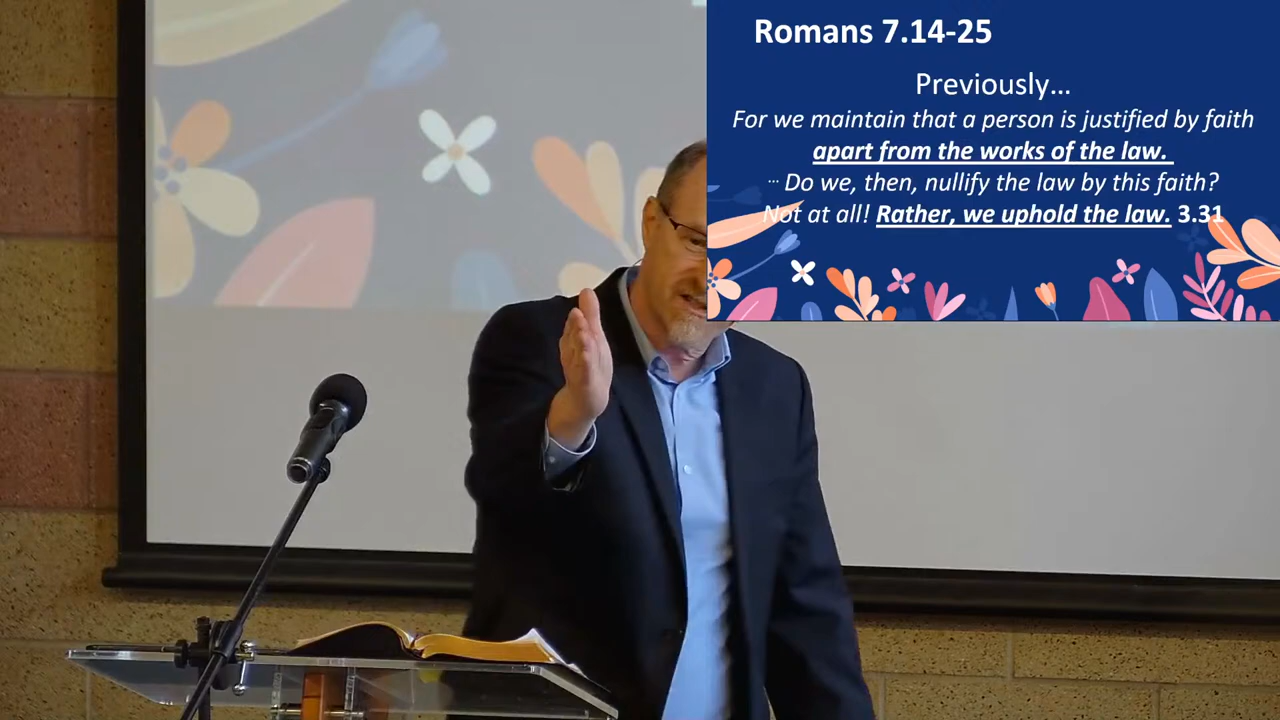 Romans 7.14-25
Previously...
For we maintain that a person is justified by faith
apart from the works of the law.
... Do we, then, nullify the law by this faith?
Not at all! Rather, we uphold the law. 3.31